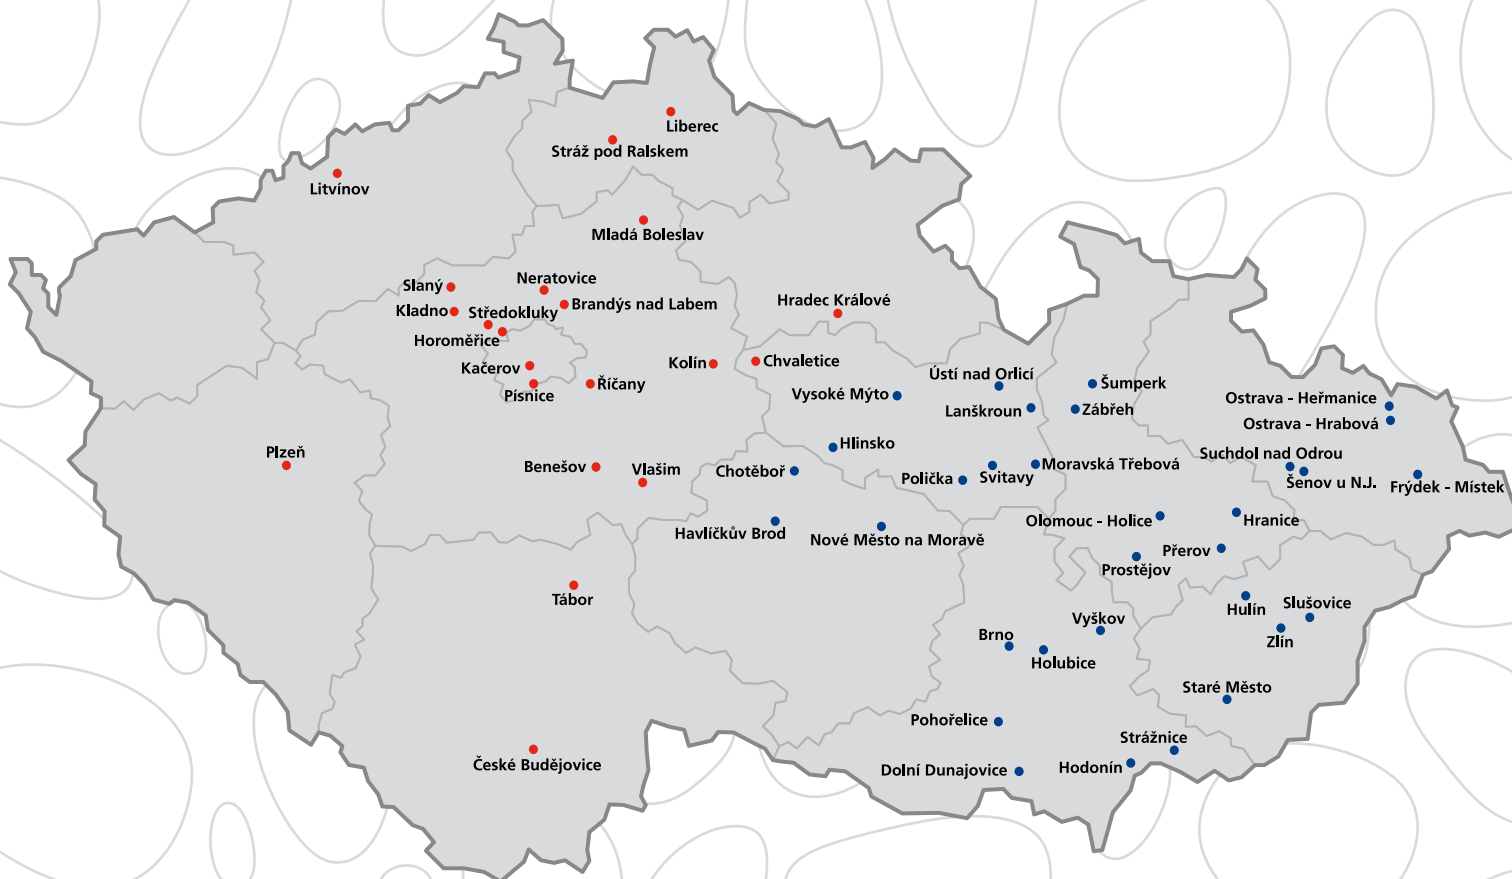 Liberec
Stráž pod Ralskem
Litvínov
Mladá Boleslav
Neratovice
Slaný
Brandýs nad Labem
Kladno
Středokluky
Hradec Králové
Horoměřice
Kačerov
Kolín
Chvaletice
Písnice
Říčany
Vysoké Mýto
Ústí nad Orlicí
Šumperk
Lanškroun
Zábřeh
Ostrava - Heřmanice
Ostrava - Hrabová
Hlinsko
Plzeň
Benešov
Vlašim
Chotěboř
Polička
Svitavy
Moravská Třebová
Suchdol nad Odrou
Šenov u N.J.
Frýdek - Místek
Havlíčkův Brod
Nové Město na Moravě
Olomouc - Holice
Hranice
Přerov
Prostějov
Tábor
Hulín
Slušovice
Vyškov
Brno
Zlín
Holubice
Staré Město
Pohořelice
Strážnice
České Budějovice
Dolní Dunajovice
Hodonín